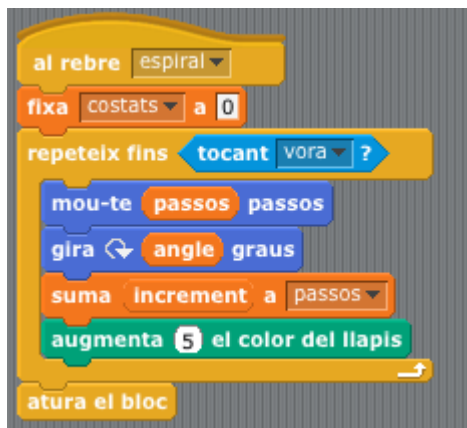 al rebre espiral
fixa costats a 0
repeteix fins tocant vora ?
mou-te passos passos
gira angle graus
suma increment a passos
augmenta 5 el color del llapis
atura el bloc